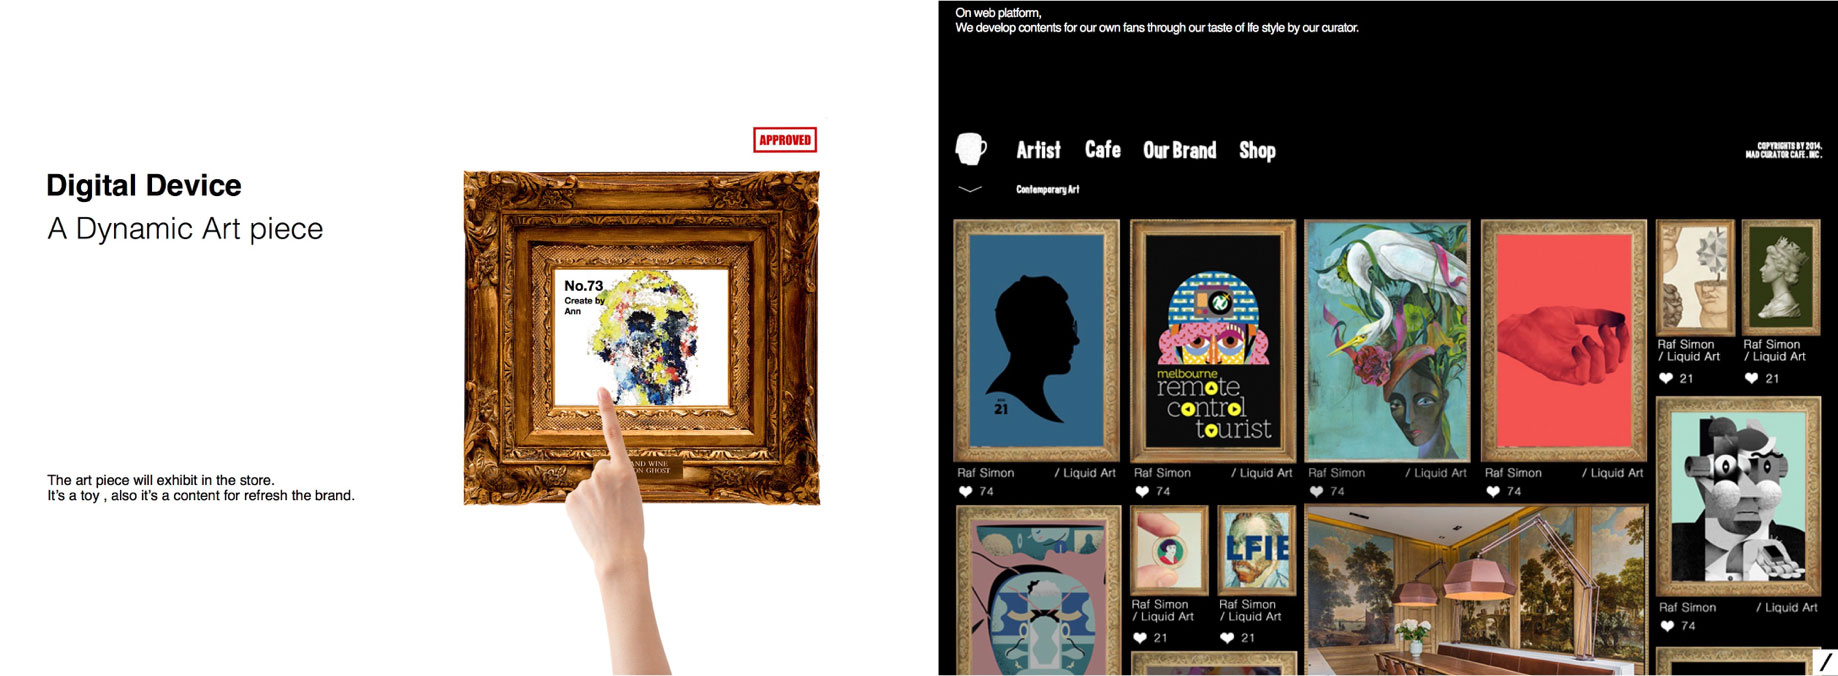 APPROVED
Digital Device
A Dynamic Art piece
No.73
Create by
Ann
AND WINE
ON GHOST
The art piece will exhibit in the store.
It's a toy , also it's a content for refresh the brand.
On web platform,
We develop contents for our own fans through our taste of lfe style by our curator.
Artist Cafe Our Brand Shop
COPYRIGHTS BY 2014.
MAD CURATOR CAFE . INC .
Contemporary Art
21
melbourne
remote
control
tourist
Raf Simon / Liquid Art
74
Raf Simon / Liquid Art
74
Raf Simon / Liquid Art
74
Raf Simon / Liquid Art
74
Raf Simon
/ Liquid Art
21
Raf Simon
/ Liquid Art
21
LFIE
Raf Simon
/ Liquid Art
21
Raf Simon
/ Liquid Art
21
Raf Simon / Liquid Art
74
/